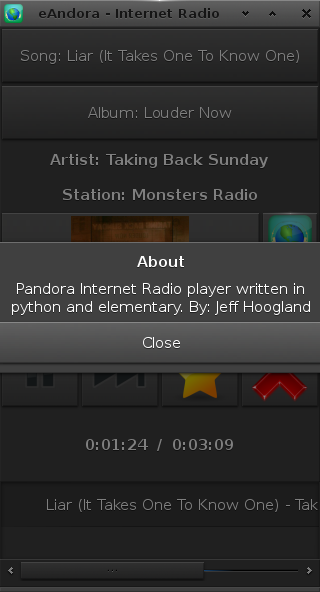 eAndora - Internet Radio
Song: Liar (It Takes One To Know One)
Album: Louder Now
Artist: Taking Back Sunday
Station: Monsters Radio
About
Pandora Internet Radio player written in
python and elementary. By: Jeff Hoogland
Close
0:01:24 / 0:03:09
Liar (It Takes One To Know One) - Tak